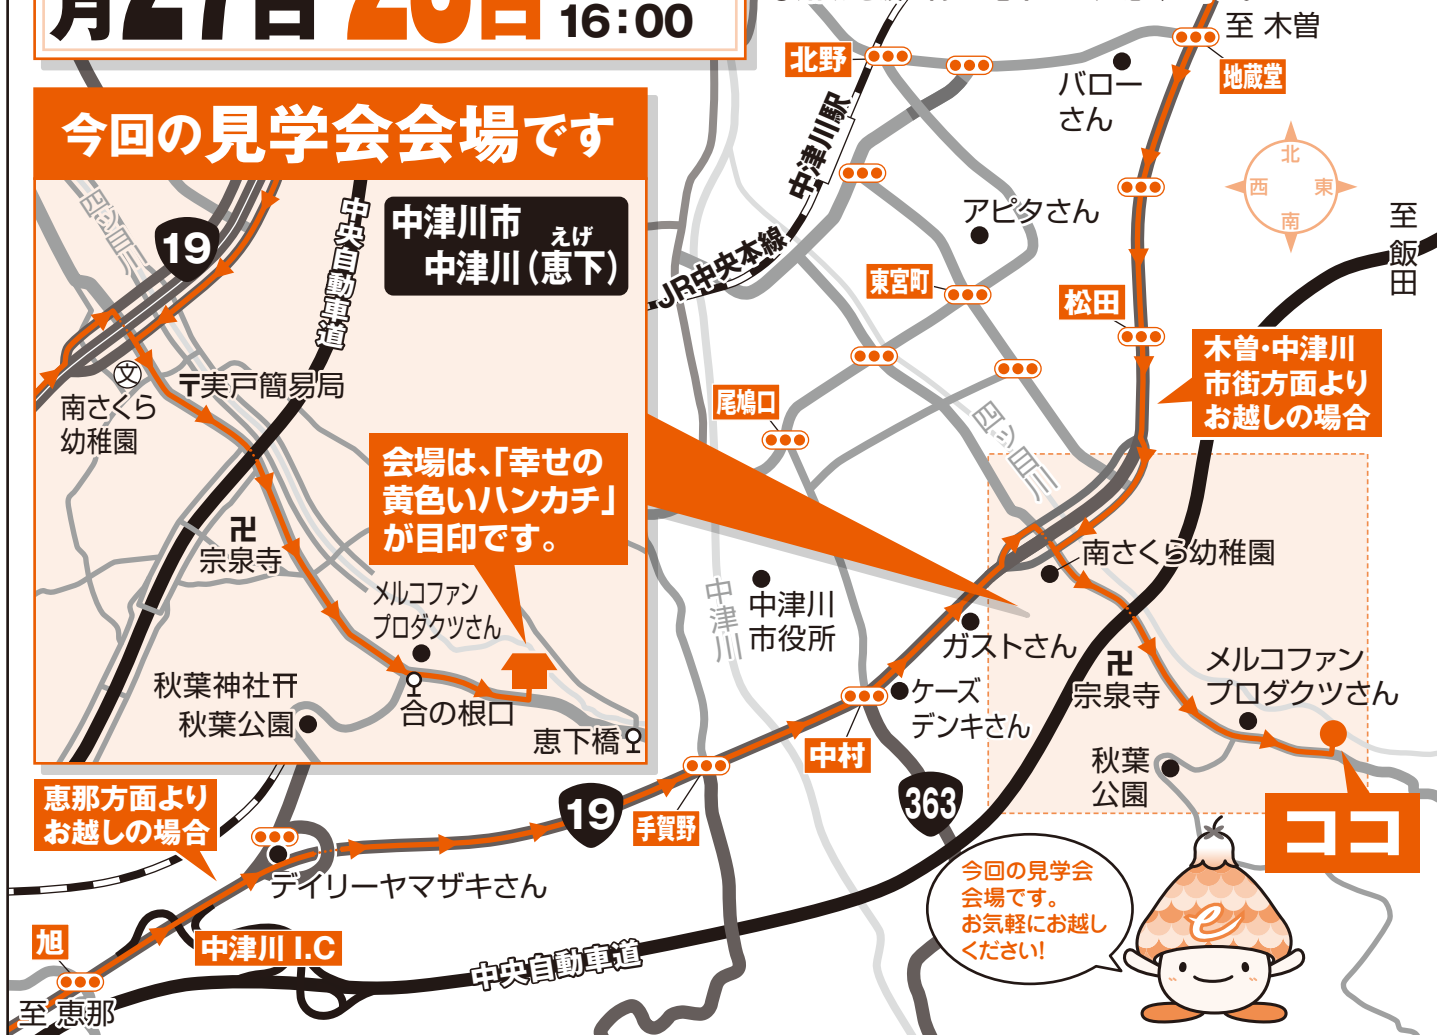 月27日 28日 16:00
今回の見学会会場です
中津川市
中津川(恵下)
えげ
19
中央自動車道
四ツ目川
文
南さくら
幼稚園
〒実戸簡易局
卍
宗泉寺
会場は、「幸せの
黄色いハンカチ」
が目印です。
メルコファン
プロダクツさん
秋葉神社
秋葉公園
合の根口
恵下橋
北野
至 木曽
地蔵堂
バロー
さん
中津川駅
JR中央本線
アピタさん
北
西 東
南
至
飯田
東宮町
松田
尾鳩口
木曽・中津川
市街方面より
お越しの場合
四ツ目川
南さくら幼稚園
中津川
中津川
市役所
ガストさん
卍
宗泉寺
メルコファン
プロダクツさん
ケーズ
デンキさん
中村
秋葉
公園
363
19
手賀野
ココ
恵那方面より
お越しの場合
デイリーヤマザキさん
旭
中津川 I.C
中央自動車道
至 恵那
今回の見学会
会場です。
お気軽にお越し
ください!
e